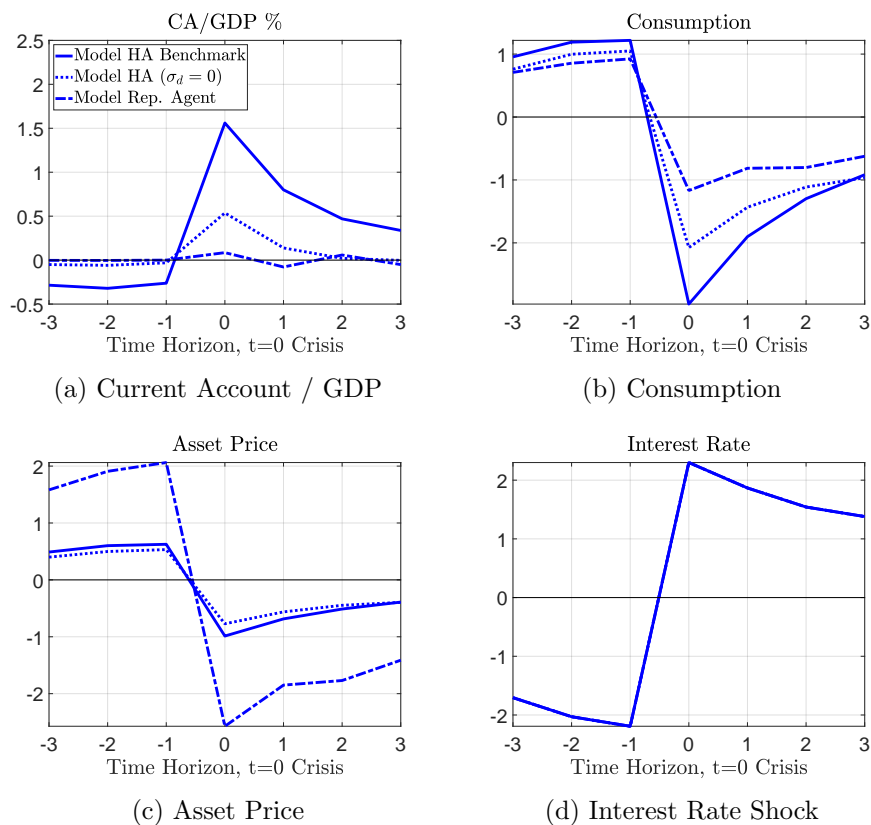 CA/GDP %
2.5
2
1.5
1
0.5
0
-0.5
Model HA Benchmark
Model HA (σ_d = 0)
Model Rep. Agent
-3 -2 -1 0 1 2 3
Time Horizon, t=0 Crisis
(a) Current Account / GDP
Consumption
1
0
-1
-2
-3 -2 -1 0 1 2 3
Time Horizon, t=0 Crisis
(b) Consumption
Asset Price
2
1
0
-1
-2
-3 -2 -1 0 1 2 3
Time Horizon, t=0 Crisis
(c) Asset Price
Interest Rate
2
1
0
-1
-2
-3 -2 -1 0 1 2 3
Time Horizon, t=0 Crisis
(d) Interest Rate Shock